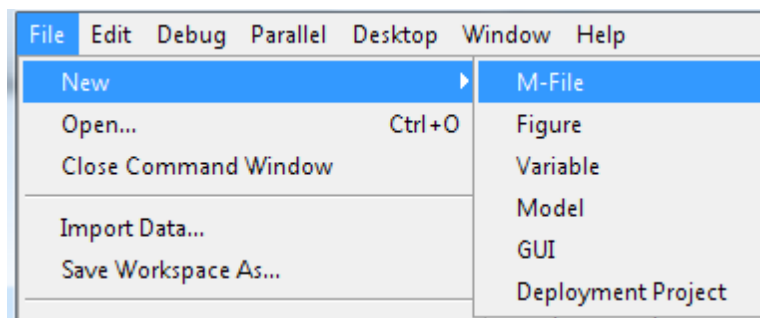 File Edit Debug Parallel Desktop Window Help
New M-File
Open... Ctrl+O Figure
Close Command Window Variable
Model
Import Data...
GUI
Save Workspace As...
Deployment Project